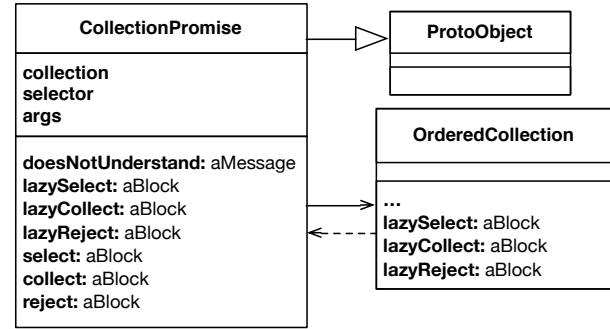 CollectionPromise
collection
selector
args
doesNotUnderstand: aMessage
lazySelect: aBlock
lazyCollect: aBlock
lazyReject: aBlock
select: aBlock
collect: aBlock
reject: aBlock
ProtoObject
OrderedCollection
...
lazySelect: aBlock
lazyCollect: aBlock
lazyReject: aBlock